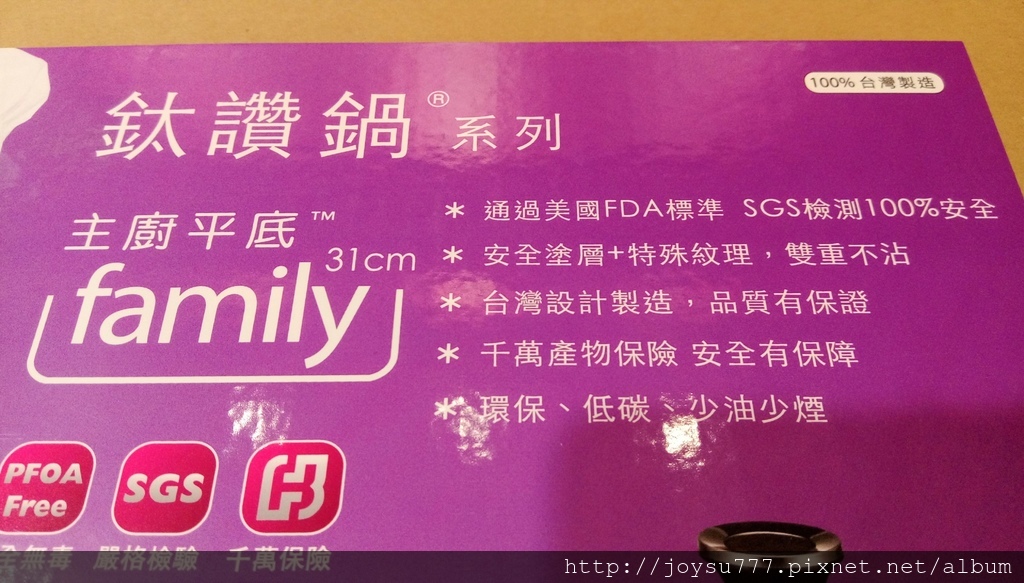 100% 台灣製造
鈦讚鍋® 系列
主廚平底™
31cm
family
* 通過美國FDA標準 SGS檢測100%安全
* 安全塗層+特殊紋理，雙重不沾
* 台灣設計製造，品質有保證
* 千萬產物保險 安全有保障
* 環保、低碳、少油少煙
PFOA
Free
SGS
全無毒 嚴格檢驗 千萬保險
http://joysu777.pixnet.net/album